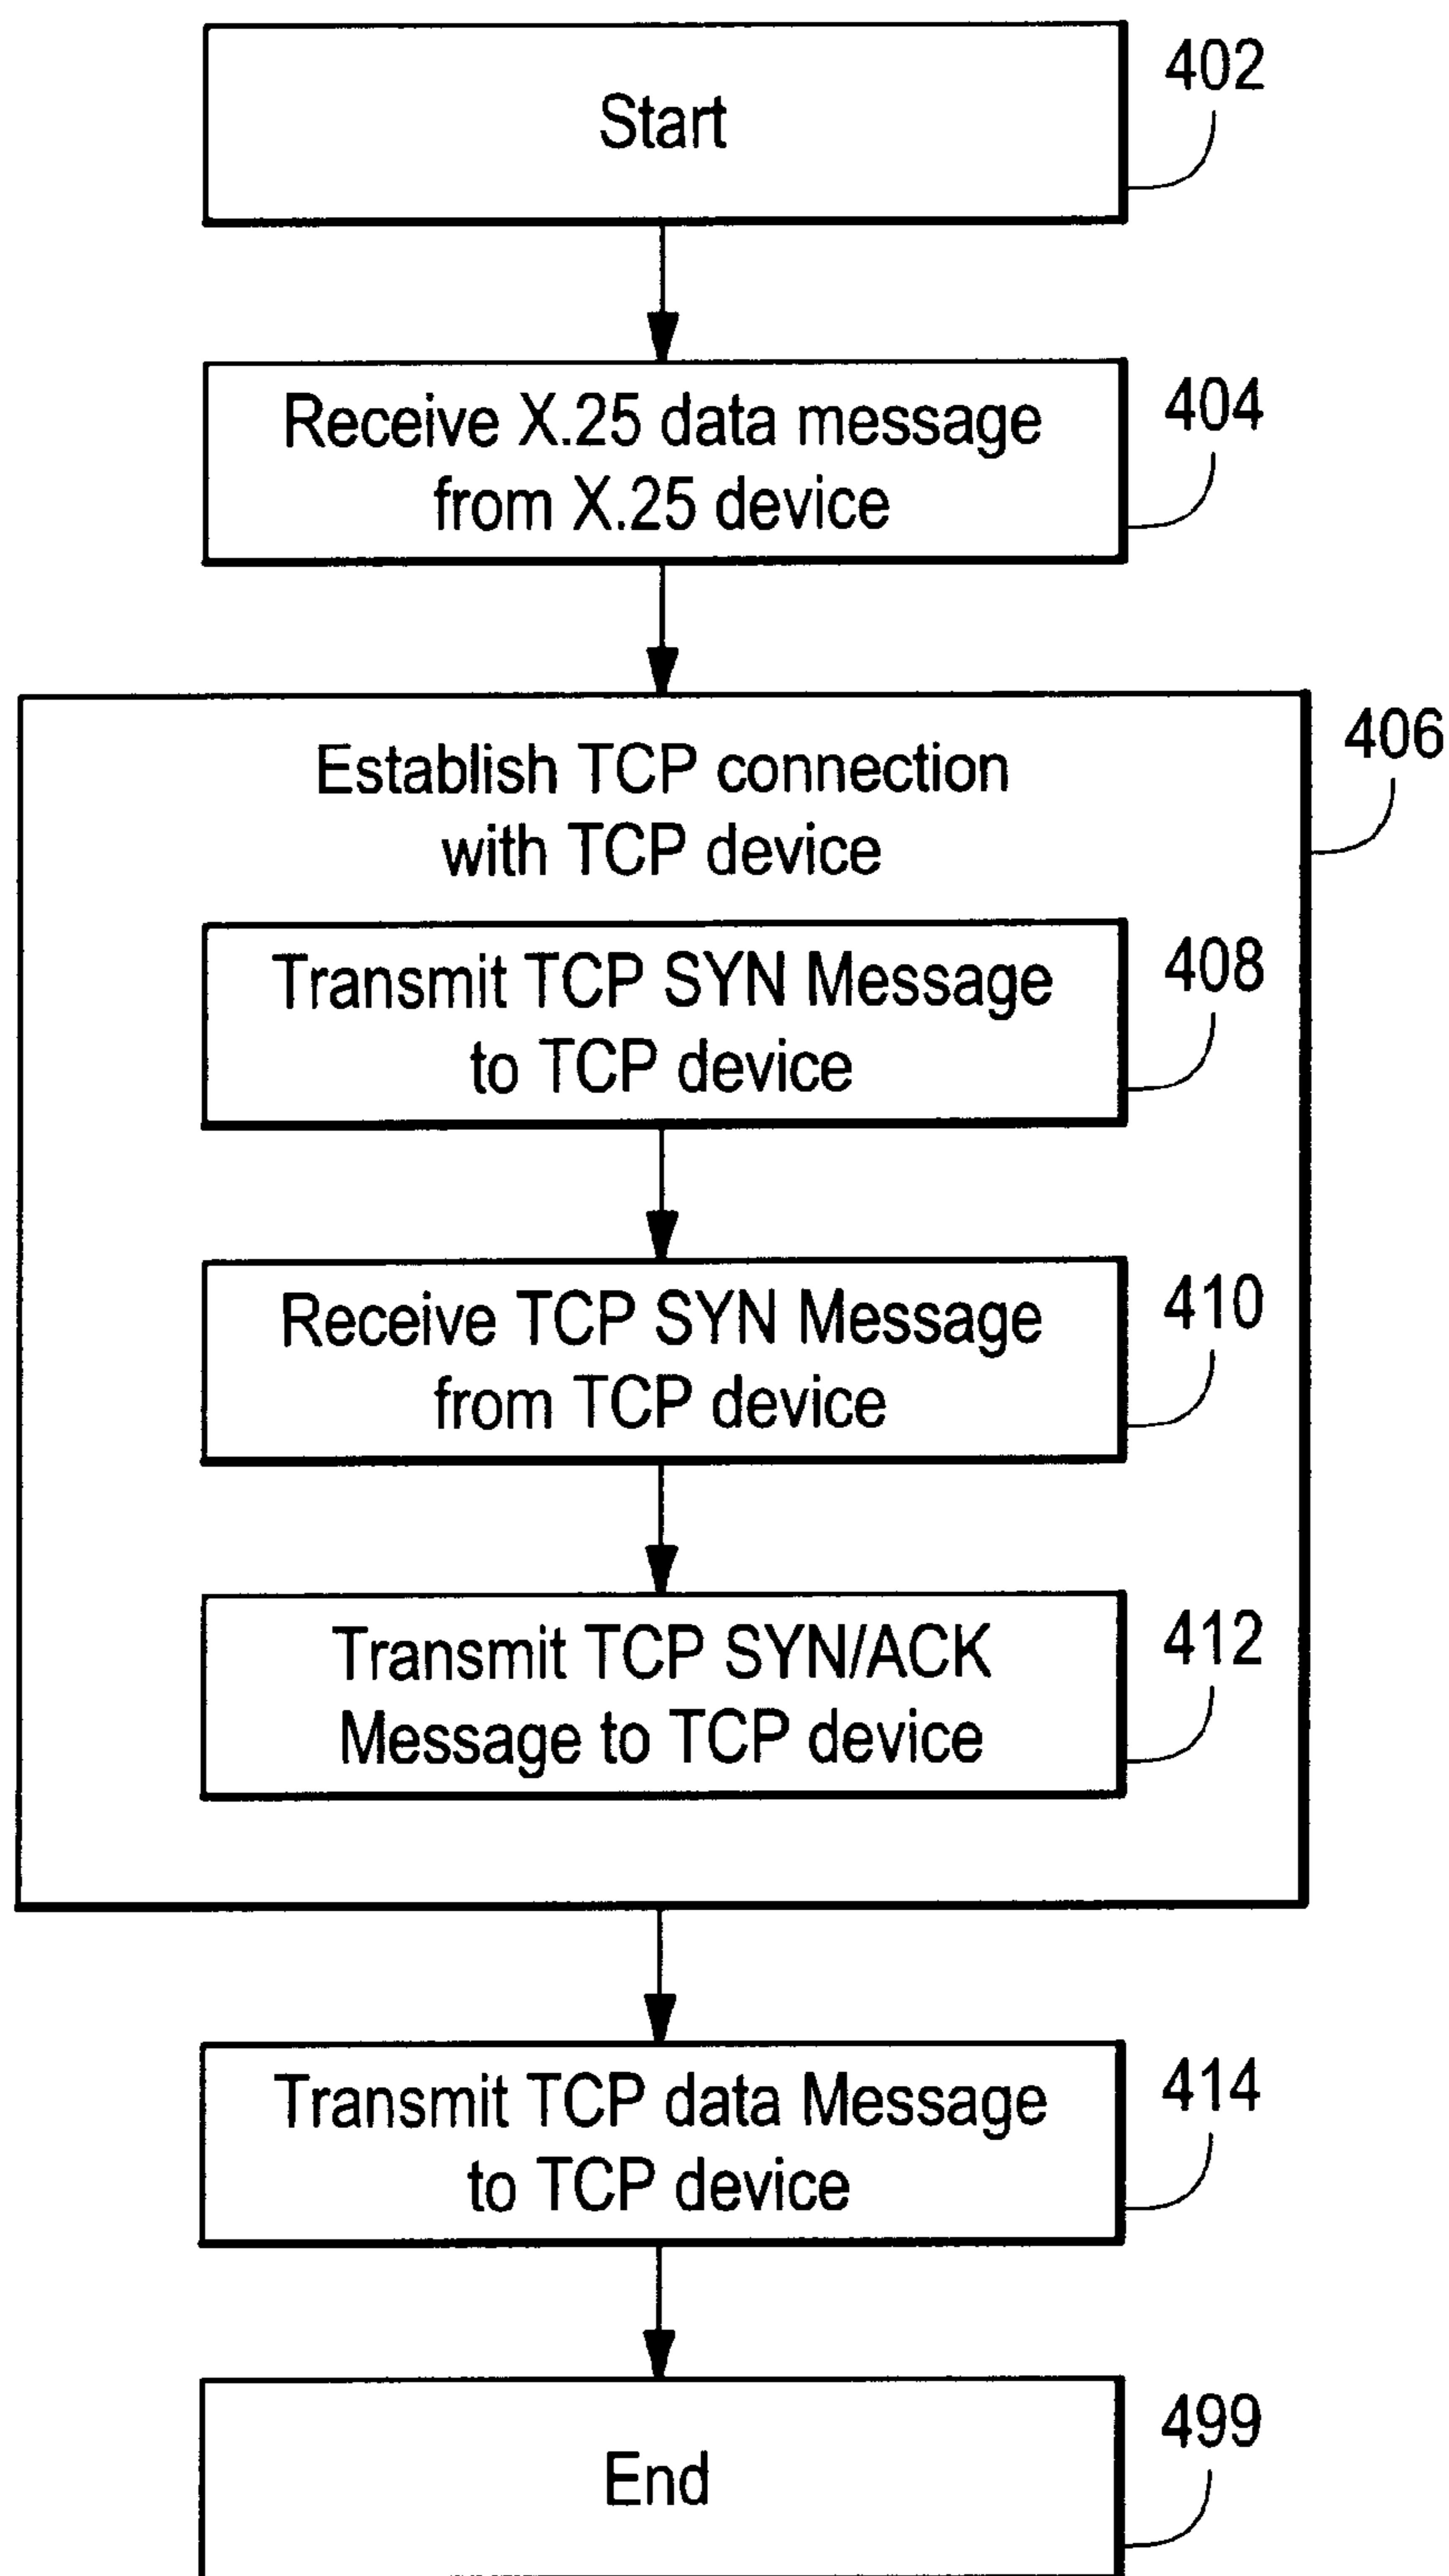 Start
402
Receive X.25 data message
from X.25 device
404
Establish TCP connection
with TCP device
406
Transmit TCP SYN Message
to TCP device
408
Receive TCP SYN Message
from TCP device
410
Transmit TCP SYN/ACK
Message to TCP device
412
Transmit TCP data Message
to TCP device
414
End
499